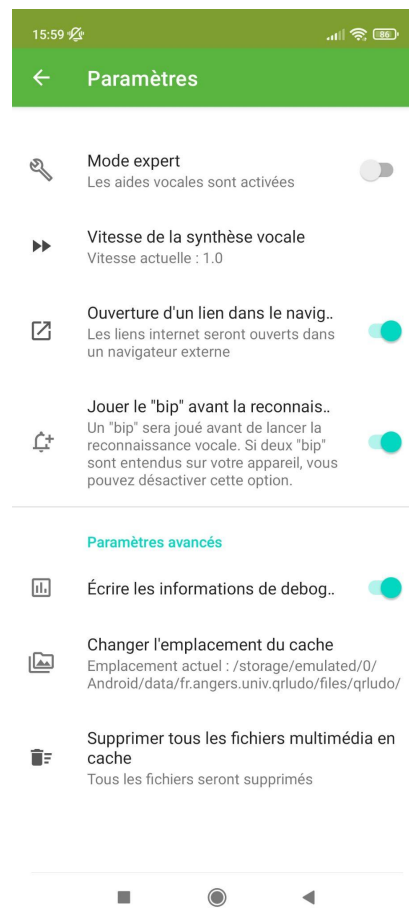 15:59 86
Paramètres
Mode expert
Les aides vocales sont activées
Vitesse de la synthèse vocale
Vitesse actuelle : 1.0
Ouverture d'un lien dans le navig..
Les liens internet seront ouverts dans
un navigateur externe
Jouer le "bip" avant la reconnais..
Un "bip" sera joué avant de lancer la
reconnaissance vocale. Si deux "bip"
sont entendus sur votre appareil, vous
pouvez désactiver cette option.
Paramètres avancés
Écrire les informations de debog..
Changer l'emplacement du cache
Emplacement actuel : /storage/emulated/0/
Android/data/fr.angers.univ.qrludo/files/qrludo/
Supprimer tous les fichiers multimédia en
cache
Tous les fichiers seront supprimés